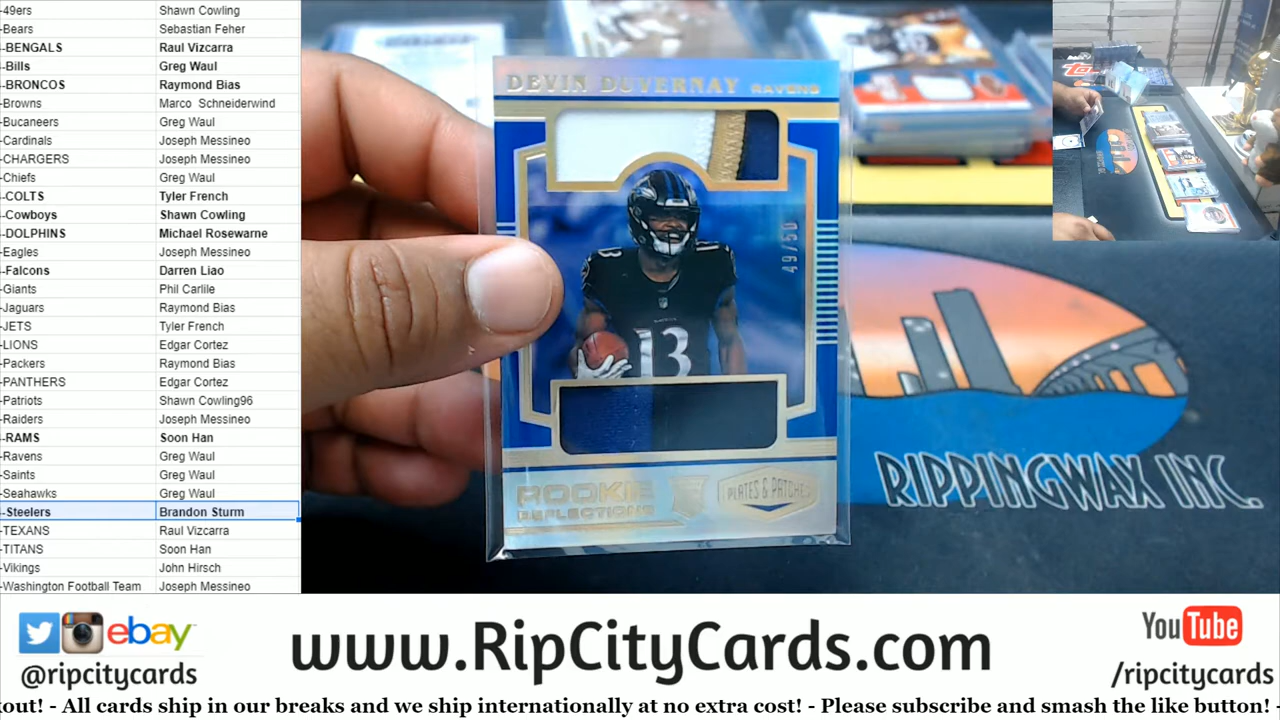 -49ers Shawn Cowling
-Bears Sebastian Feher
-BENGALS Raul Vizcarra
-Bills Greg Waul
-BRONCOS Raymond Bias
-Browns Marco Schneiderwind
-Bucaneers Greg Waul
-Cardinals Joseph Messineo
-CHARGERS Joseph Messineo
-Chiefs Greg Waul
-COLTS Tyler French
-Cowboys Shawn Cowling
-DOLPHINS Michael Rosewarne
-Eagles Joseph Messineo
-Falcons Darren Liao
-Giants Phil Carlile
-Jaguars Raymond Bias
-JETS Tyler French
-LIONS Edgar Cortez
-Packers Raymond Bias
-PANTHERS Edgar Cortez
-Patriots Shawn Cowling96
-Raiders Joseph Messineo
-RAMS Soon Han
-Ravens Greg Waul
-Saints Greg Waul
-Seahawks Greg Waul
-Steelers Brandon Sturm
-TEXANS Raul Vizcarra
-TITANS Soon Han
-Vikings John Hirsch
-Washington Football Team Joseph Messineo
DEVIN DUVERNAY RAVENS
49/50
13
13
ROOKIE
REFLECTIONS
PLATES & PATCHES
RIPPINGWAX INC.
ebay
@ripcitycards
www.RipCityCards.com
YouTube
/ripcitycards
out! - All cards ship in our breaks and we ship internationally at no extra cost! - Please subscribe and smash the like button! -